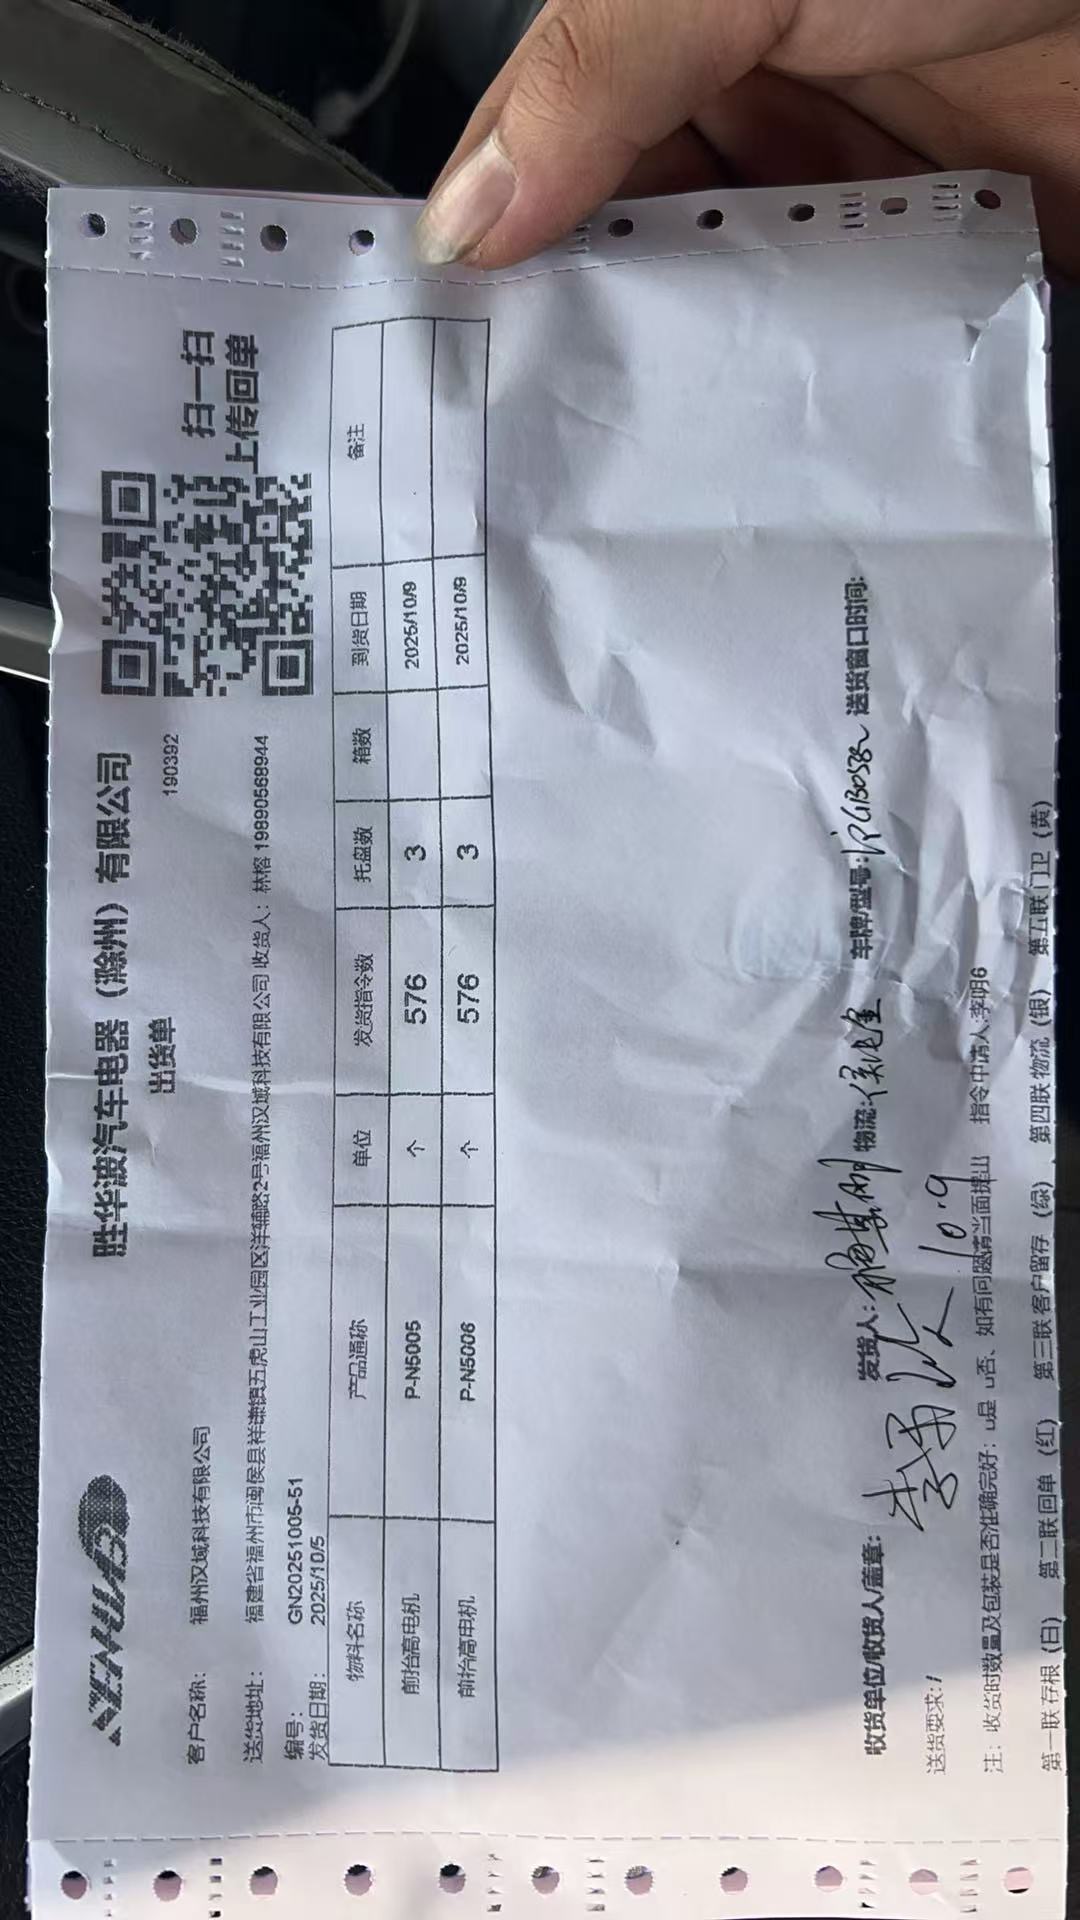 SENHWA
胜华波汽车电器（滁州）有限公司
出货单
190392
扫一扫
上传回单
客户名称： 福州汉域科技有限公司
送货地址： 福建省福州市闽侯县祥谦镇五虎山工业园区洋辅路2号福州汉域科技有限公司 收货人：林榕 19890568944
编号： GN20251005-51
发货日期： 2025/10/5
物料名称 产品通称 单位 发货指令数 托盘数 箱数 到货日期 备注
前抬高电机 P-N5005 个 576 3 2025/10/9
前抬高电机 P-N5006 个 576 3 2025/10/9
收货单位/收货人/盖章： 发货人： 物流： 车牌/型号： 送货窗口时间:
10.9
送货要求: /
注：收货时数量及包装是否准确完好：u是 u否、如有问题请当面提出 指令申请人:李明6
第一联 存根（白） 第二联 回单（红） 第三联 客户留存（绿） 第四联 物流（银） 第五联 门卫（黄）